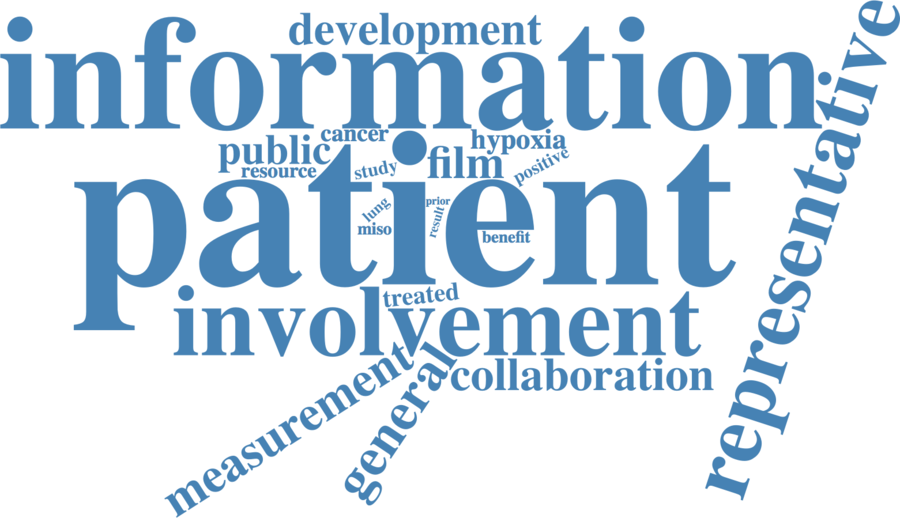 development
information
representative
cancer
hypoxia
public
film
resource
study
positive
patient
lung
prior
result
miso
benefit
treated
involvement
measurement
general
collaboration